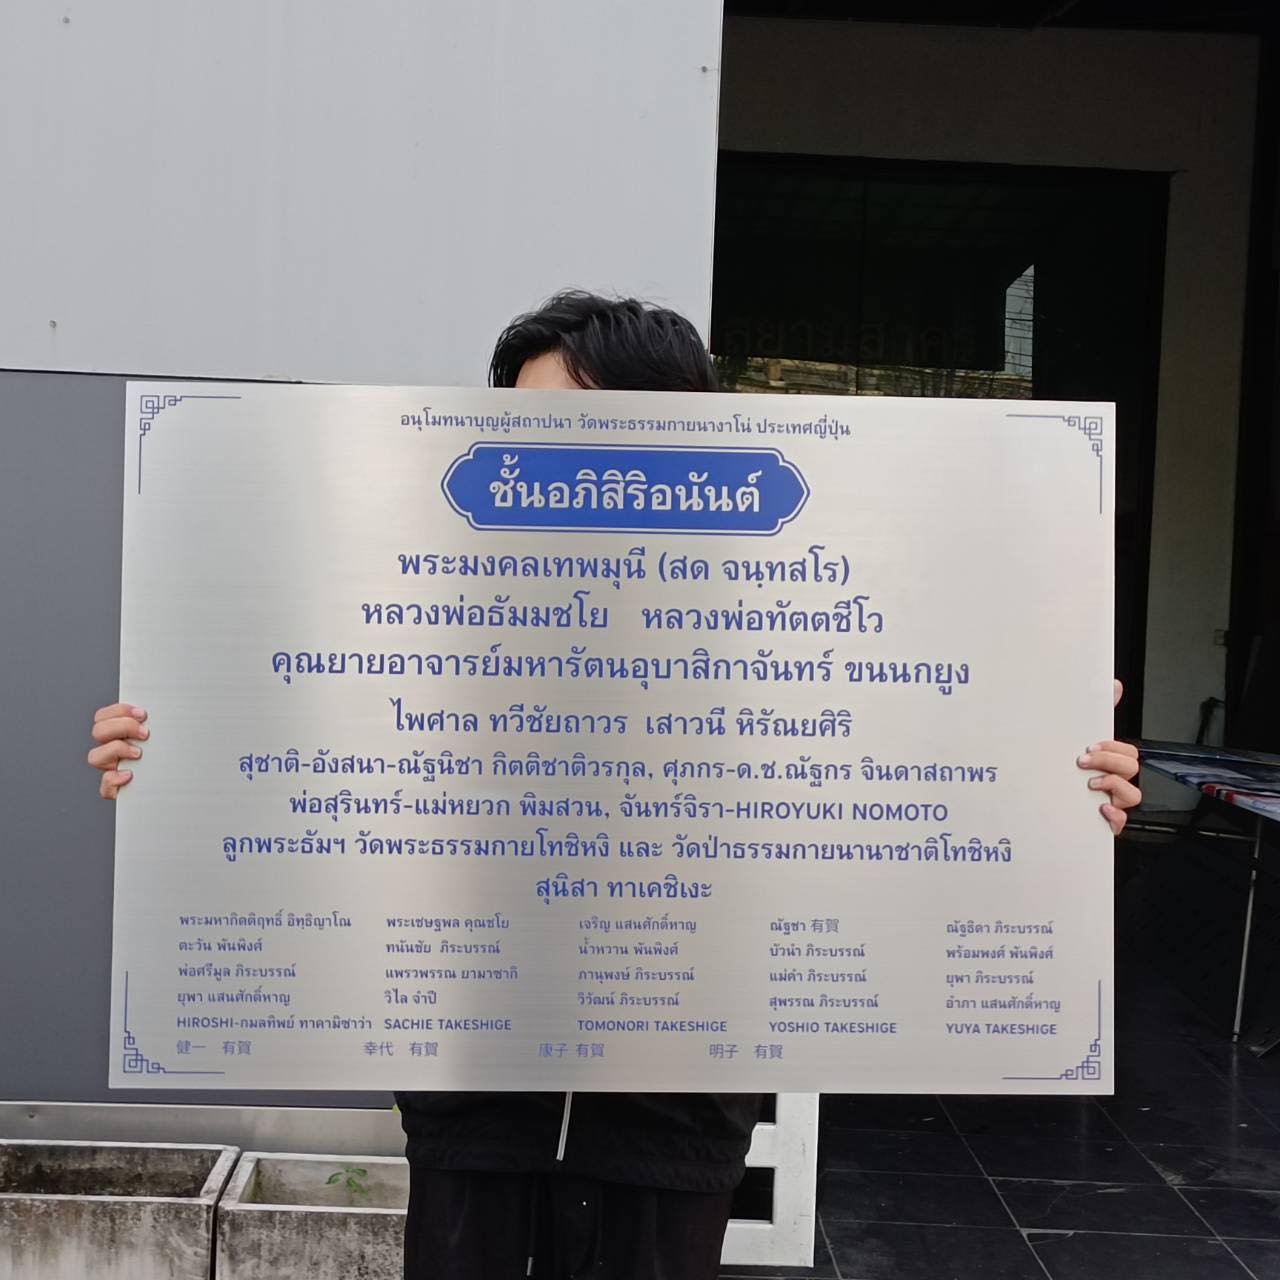 อนุโมทนาบุญผู้สถาปนา วัดพระธรรมกายนางาโน่ ประเทศญี่ปุ่น
ชั้นอภิสิริอนันต์
พระมงคลเทพมุนี (สด จนฺทสโร)
หลวงพ่อธัมมชโย หลวงพ่อทัตตชีโว
คุณยายอาจารย์มหารัตนอุบาสิกาจันทร์ ขนนกยูง
ไพศาล ทวีชัยถาวร เสาวนี หิรัณยศิริ
สุชาติ-อังสนา-ณัฐนิชา กิตติชาติวรกุล, ศุภกร-ด.ช.ณัฐกร จินดาสถาพร
พ่อสุรินทร์-แม่หยวก พิมสวน, จันทร์จิรา-HIROYUKI NOMOTO
ลูกพระธัมฯ วัดพระธรรมกายโทชิหงิ และ วัดป่าธรรมกายนานาชาติโทชิหงิ
สุนิสา ทาเคชิเงะ
พระมหากิตติฤทธิ์ อิทฺธิญาโณ พระเชษฐพล คุณชโย เจริญ แสนศักดิ์หาญ ณัฐชา 有賀 ณัฐธิดา ภิระบรรณ์
ตะวัน พันพิงศ์ ทนันชัย ภิระบรรณ์ น้ำหวาน พันพิงศ์ บัวนำ ภิระบรรณ์ พร้อมพงศ์ พันพิงศ์
พ่อศรีมูล ภิระบรรณ์ แพรวพรรณ ยามาซากิ ภานุพงษ์ ภิระบรรณ์ แม่คำ ภิระบรรณ์ ยุพา ภิระบรรณ์
ยุพา แสนศักดิ์หาญ วิไล จำปี วิวัฒน์ ภิระบรรณ์ สุพรรณ ภิระบรรณ์ อำภา แสนศักดิ์หาญ
HIROSHI-กมลทิพย์ ทาคามิซาว่า SACHIE TAKESHIGE TOMONORI TAKESHIGE YOSHIO TAKESHIGE YUYA TAKESHIGE
健一 有賀 幸代 有賀 康子 有賀 明子 有賀